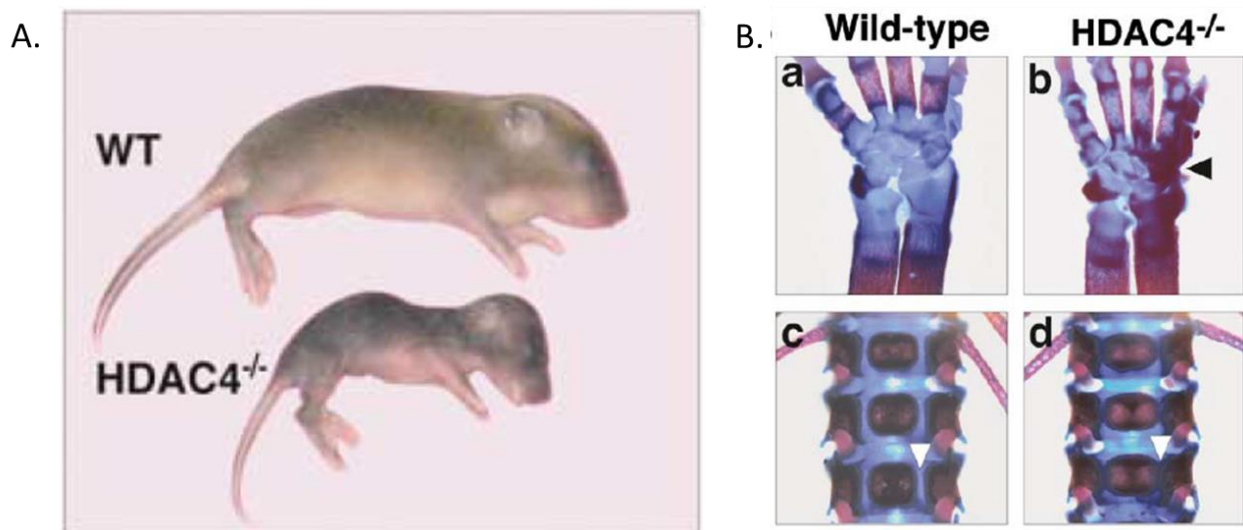 A.
WT
HDAC4-/-
B.
Wild-type
HDAC4-/-
a
b
c
d